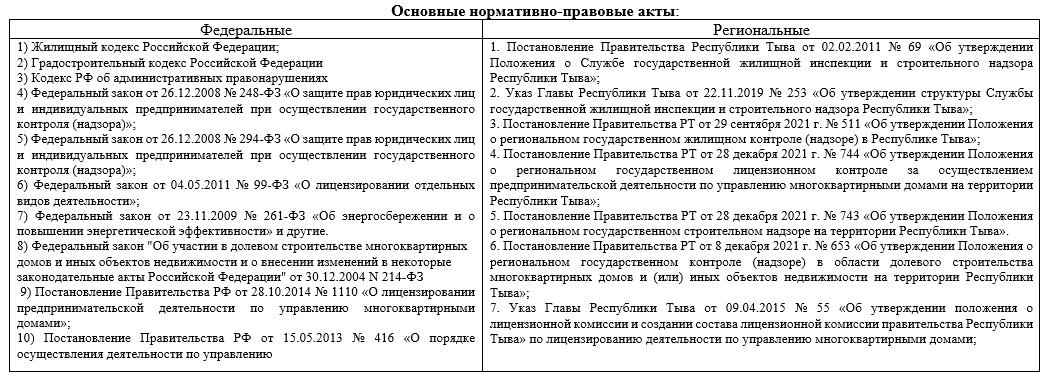 Основные нормативно-правовые акты:
Федеральные
1) Жилищный кодекс Российской Федерации;
2) Градостроительный кодекс Российской Федерации
3) Кодекс РФ об административных правонарушениях
4) Федеральный закон от 26.12.2008 № 248-ФЗ «О защите прав юридических лиц
и индивидуальных предпринимателей при осуществлении государственного
контроля (надзора)»;
5) Федеральный закон от 26.12.2008 № 294-ФЗ «О защите прав юридических лиц
и индивидуальных предпринимателей при осуществлении государственного
контроля (надзора)»;
6) Федеральный закон от 04.05.2011 № 99-ФЗ «О лицензировании отдельных
видов деятельности»;
7) Федеральный закон от 23.11.2009 № 261-ФЗ «Об энергосбережении и о
повышении энергетической эффективности» и другие.
8) Федеральный закон "Об участии в долевом строительстве многоквартирных
домов и иных объектов недвижимости и о внесении изменений в некоторые
законодательные акты Российской Федерации" от 30.12.2004 N 214-ФЗ
9) Постановление Правительства РФ от 28.10.2014 № 1110 «О лицензировании
предпринимательской деятельности по управлению многоквартирными
домами»;
10) Постановление Правительства РФ от 15.05.2013 № 416 «О порядке
осуществления деятельности по управлению
Региональные
1. Постановление Правительства Республики Тыва от 02.02.2011 № 69 «Об утверждении
Положения о Службе государственной жилищной инспекции и строительного надзора
Республики Тыва»;
2. Указ Главы Республики Тыва от 22.11.2019 № 253 «Об утверждении структуры Службы
государственной жилищной инспекции и строительного надзора Республики Тыва»;
3. Постановление Правительства РТ от 29 сентября 2021 г. № 511 «Об утверждении Положения
о региональном государственном жилищном контроле (надзоре) в Республике Тыва»;
4. Постановление Правительства РТ от 28 декабря 2021 г. № 744 «Об утверждении Положения
о региональном государственном лицензионном контроле за осуществлением
предпринимательской деятельности по управлению многоквартирными домами на территории
Республики Тыва»;
5. Постановление Правительства РТ от 28 декабря 2021 г. № 743 «Об утверждении Положения
о региональном государственном строительном надзоре на территории Республики Тыва».
6. Постановление Правительства РТ от 8 декабря 2021 г. № 653 «Об утверждении Положения о
региональном государственном контроле (надзоре) в области долевого строительства
многоквартирных домов и (или) иных объектов недвижимости на территории Республики
Тыва»;
7. Указ Главы Республики Тыва от 09.04.2015 № 55 «Об утверждении положения о
лицензионной комиссии и создании состава лицензионной комиссии правительства Республики
Тыва» по лицензированию деятельности по управлению многоквартирными домами;